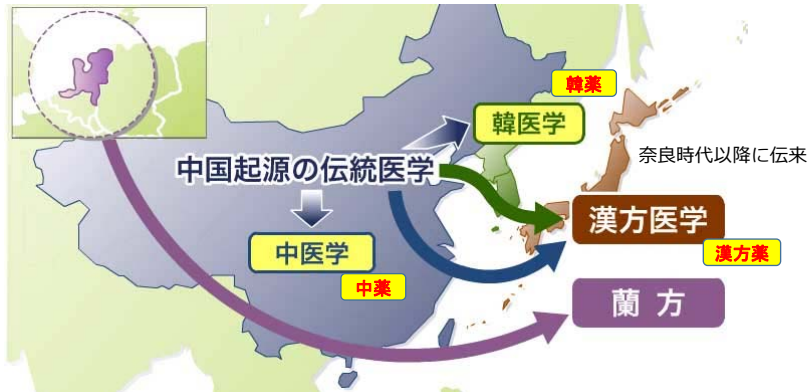 韓薬
韓医学
奈良時代以降に伝来
中国起源の伝統医学
漢方医学
中医学
漢方薬
中薬
蘭方